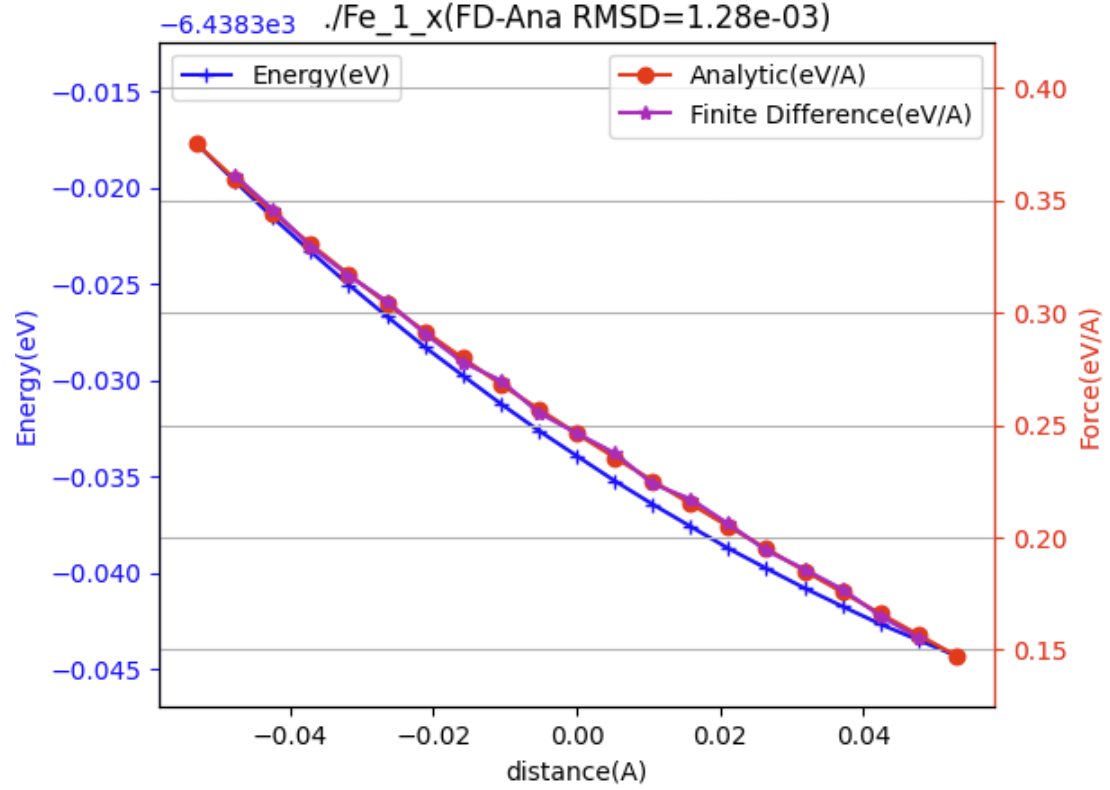 −6.4383e3 ./Fe_1_x(FD-Ana RMSD=1.28e-03)
Energy(eV)
Analytic(eV/A)
Finite Difference(eV/A)
−0.015
−0.020
−0.025
−0.030
−0.035
−0.040
−0.045
Energy(eV)
0.40
0.35
0.30
0.25
0.20
0.15
Force(eV/A)
−0.04 −0.02 0.00 0.02 0.04
distance(A)